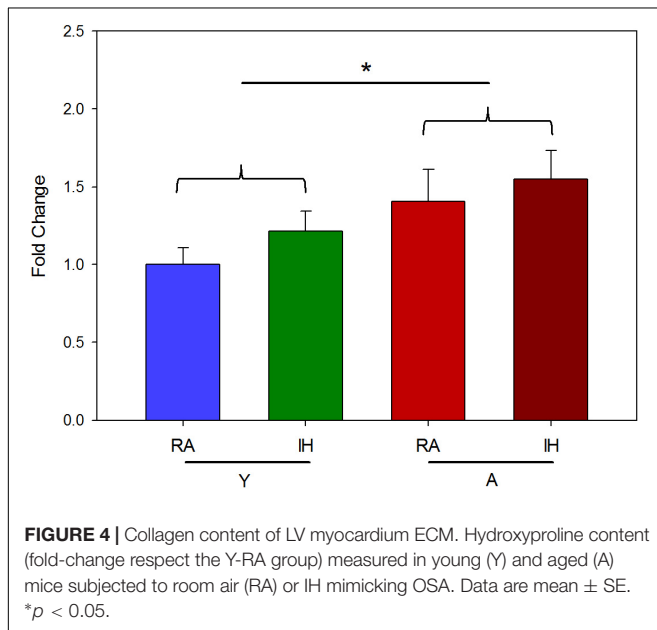 2.5
*
2.0
1.5
Fold Change
1.0
0.5
0.0
RA IH RA IH
Y A
FIGURE 4 | Collagen content of LV myocardium ECM. Hydroxyproline content
(fold-change respect the Y-RA group) measured in young (Y) and aged (A)
mice subjected to room air (RA) or IH mimicking OSA. Data are mean ± SE.
*p < 0.05.